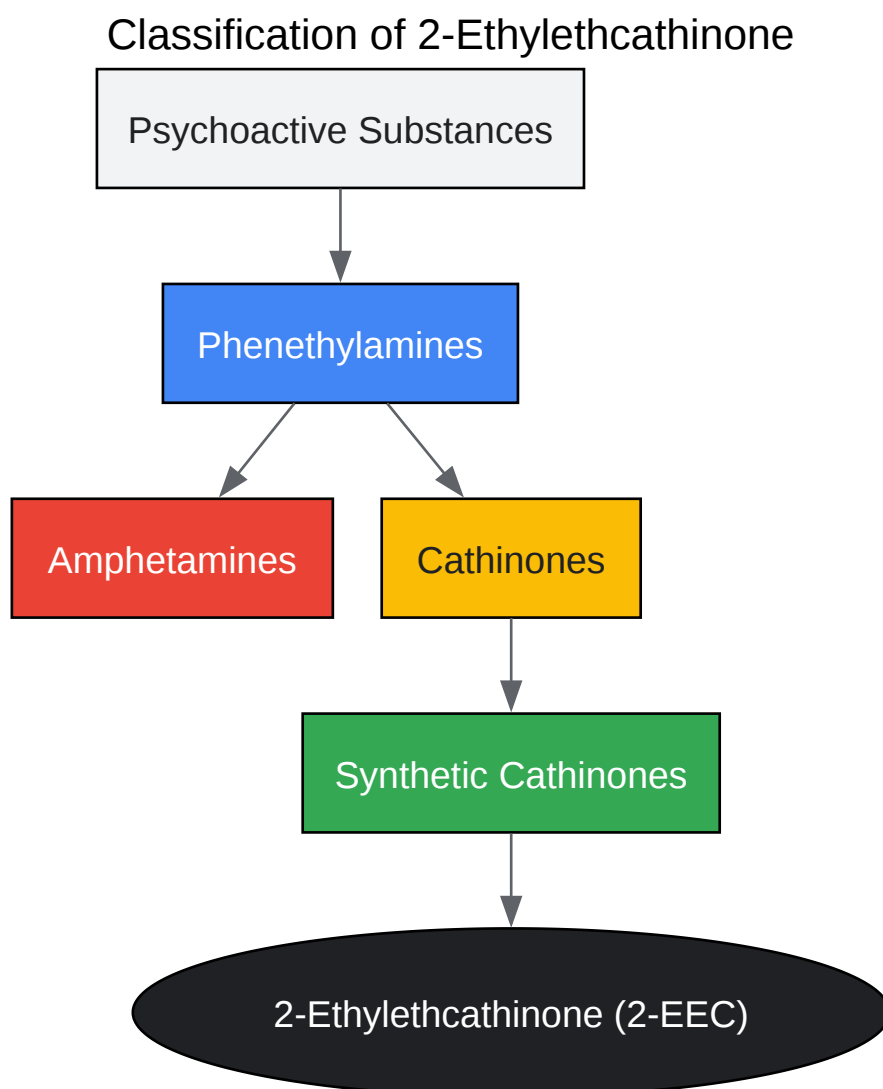 Classification of 2-Ethylethcathinone
Psychoactive Substances
Phenethylamines
Amphetamines
Cathinones
Synthetic Cathinones
2-Ethylethcathinone (2-EEC)